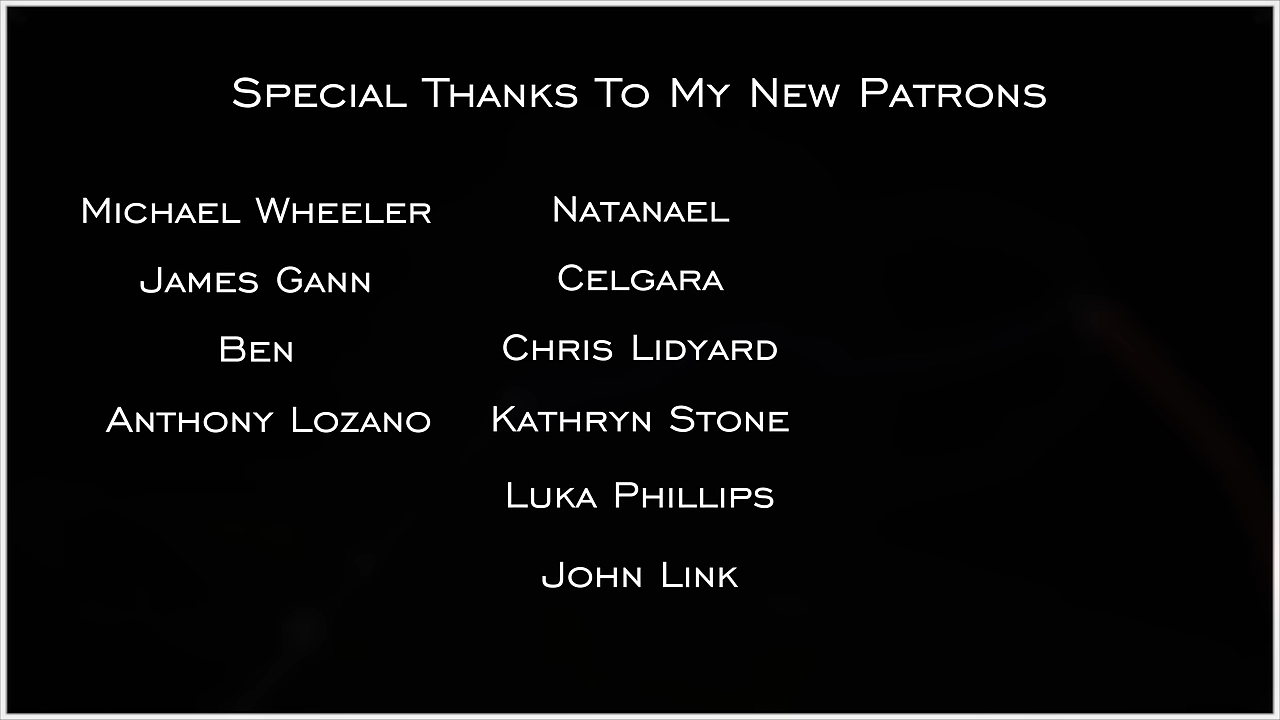 Special Thanks To My New Patrons
Michael Wheeler
James Gann
Ben
Anthony Lozano
Natanael
Celgara
Chris Lidyard
Kathryn Stone
Luka Phillips
John Link